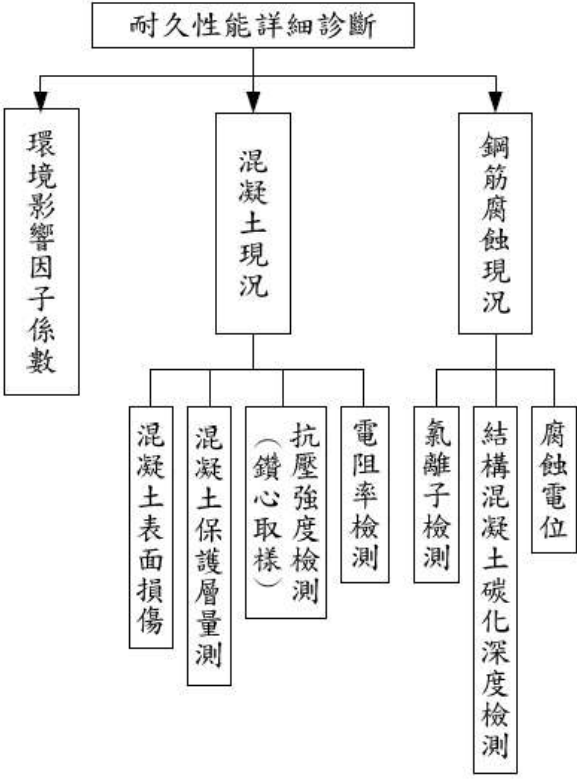 耐久性能詳細診斷
環境影響因子係數
混凝土現況
鋼筋腐蝕現況
混凝土表面損傷
混凝土保護層量測
抗壓強度檢測
（鑽心取樣）
電阻率檢測
氯離子檢測
結構混凝土碳化深度檢測
腐蝕電位